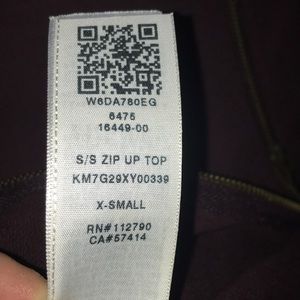 W6DA780EG
6475
16449-00
S/S ZIP UP TOP
KM7G29XY00339
X-SMALL
RN#112790
CA#57414